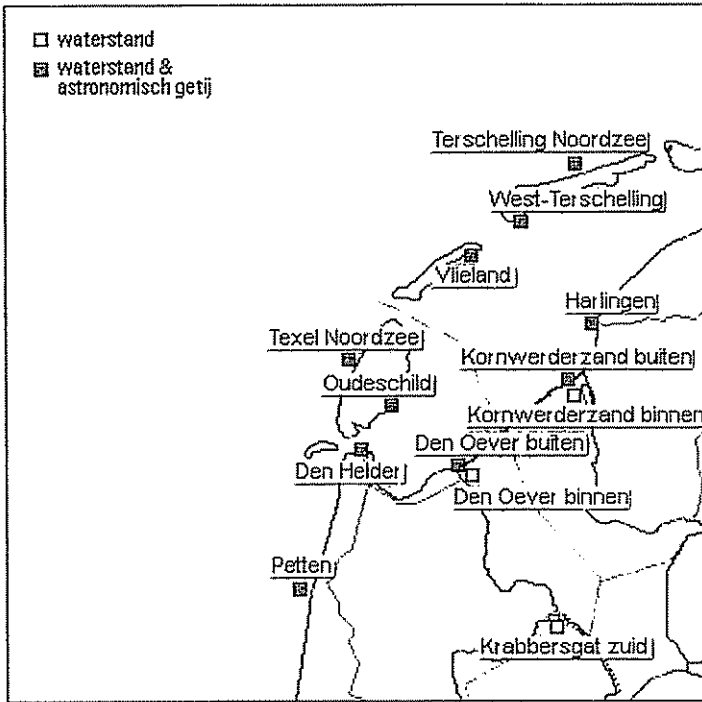 waterstand
waterstand &
astronomisch getij
Terschelling Noordzee
West-Terschelling
Vlieland
Harlingen
Texel Noordzee
Kornwerderzand buiten
Oudeschild
Kornwerderzand binnen
Den Oever buiten
Den Helder
Den Oever binnen
Petten
Krabbersgat zuid